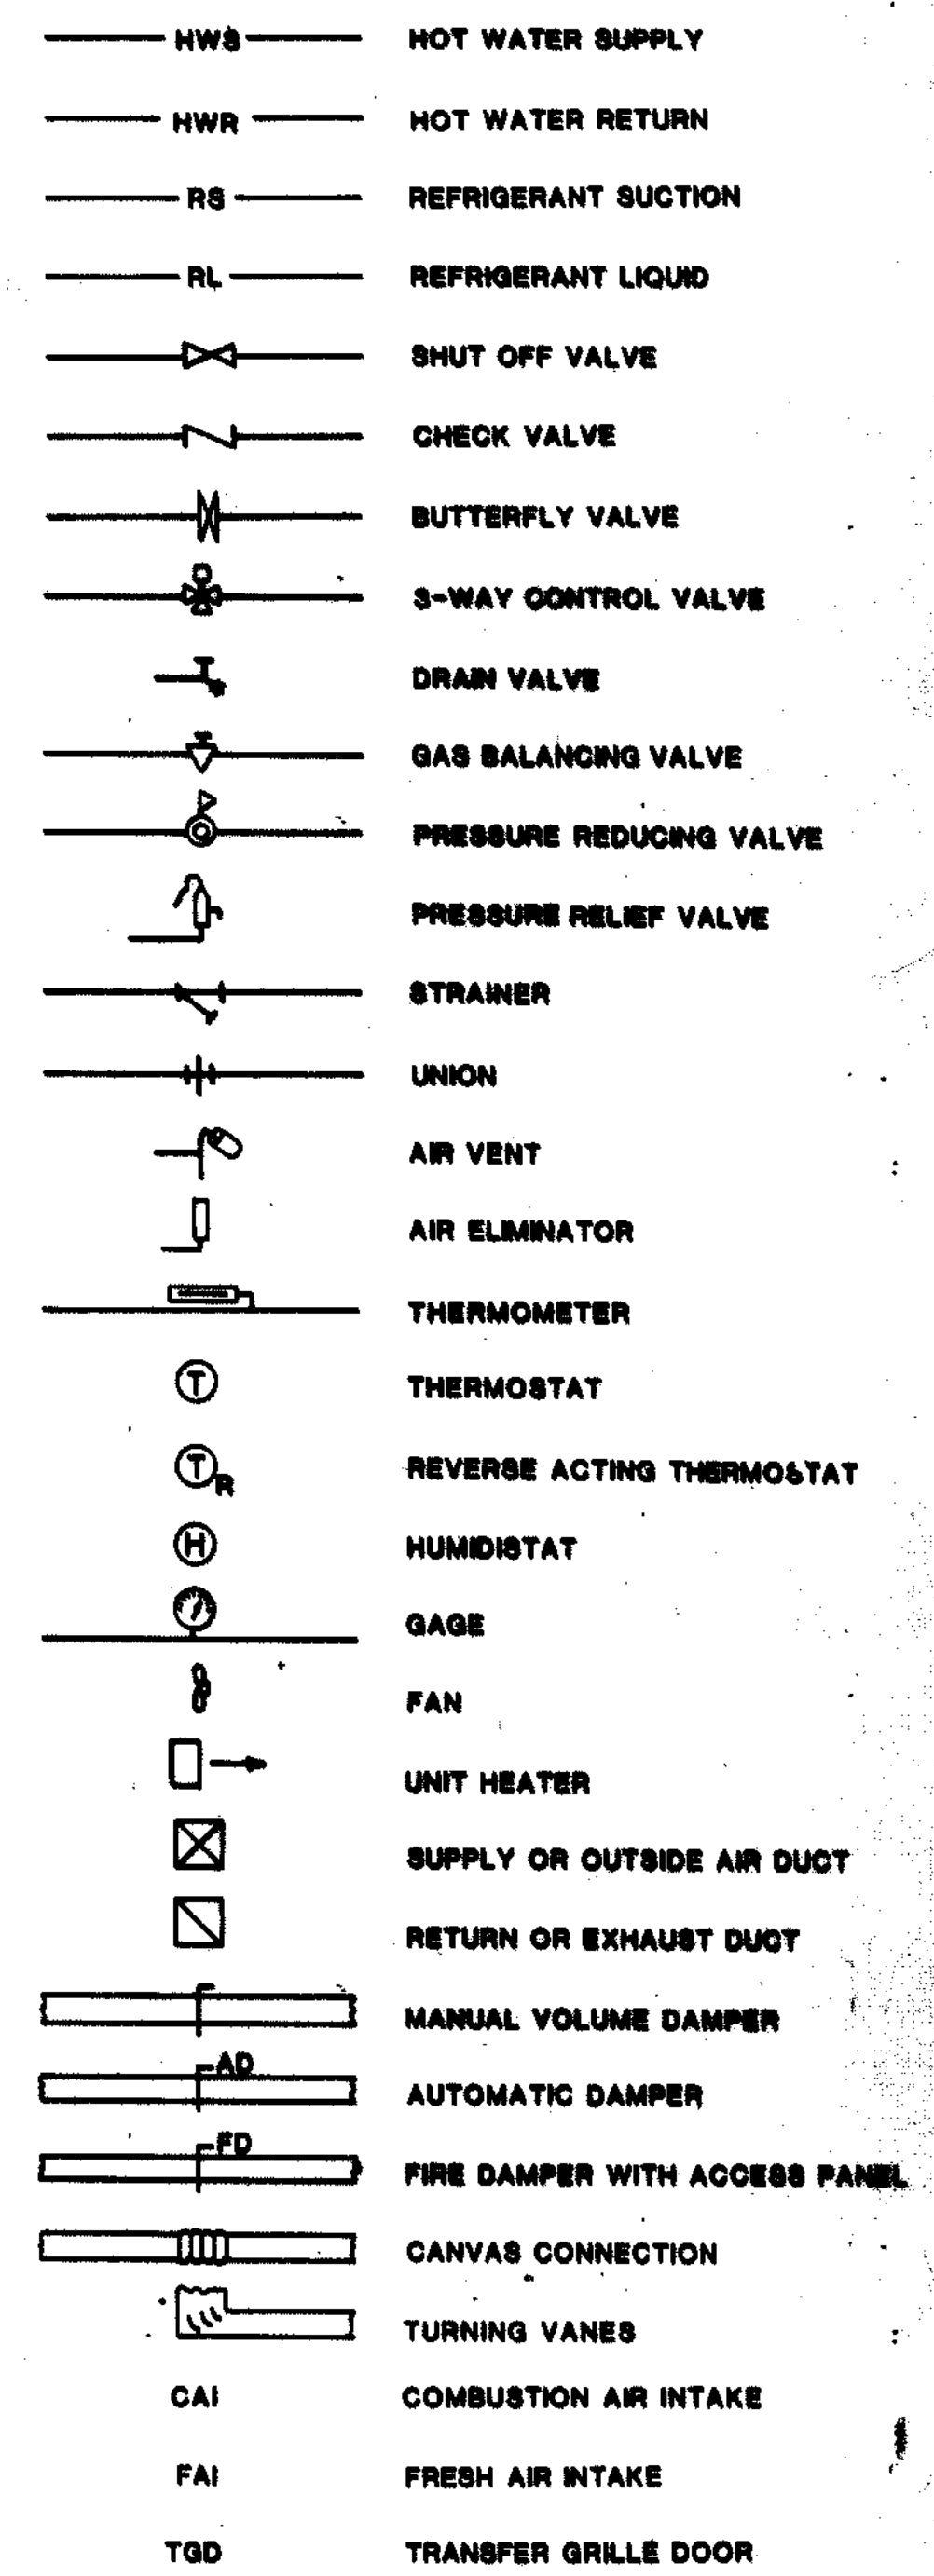 HWS HOT WATER SUPPLY
HWR HOT WATER RETURN
RS REFRIGERANT SUCTION
RL REFRIGERANT LIQUID
SHUT OFF VALVE
CHECK VALVE
BUTTERFLY VALVE
3-WAY CONTROL VALVE
DRAIN VALVE
GAS BALANCING VALVE
PRESSURE REDUCING VALVE
PRESSURE RELIEF VALVE
STRAINER
UNION
AIR VENT
AIR ELIMINATOR
THERMOMETER
T THERMOSTAT
T R REVERSE ACTING THERMOSTAT
H HUMIDISTAT
GAGE
FAN
UNIT HEATER
SUPPLY OR OUTSIDE AIR DUCT
RETURN OR EXHAUST DUCT
MANUAL VOLUME DAMPER
AD AUTOMATIC DAMPER
FD FIRE DAMPER WITH ACCESS PANEL
CANVAS CONNECTION
TURNING VANES
CAI COMBUSTION AIR INTAKE
FAI FRESH AIR INTAKE
TGD TRANSFER GRILLE DOOR